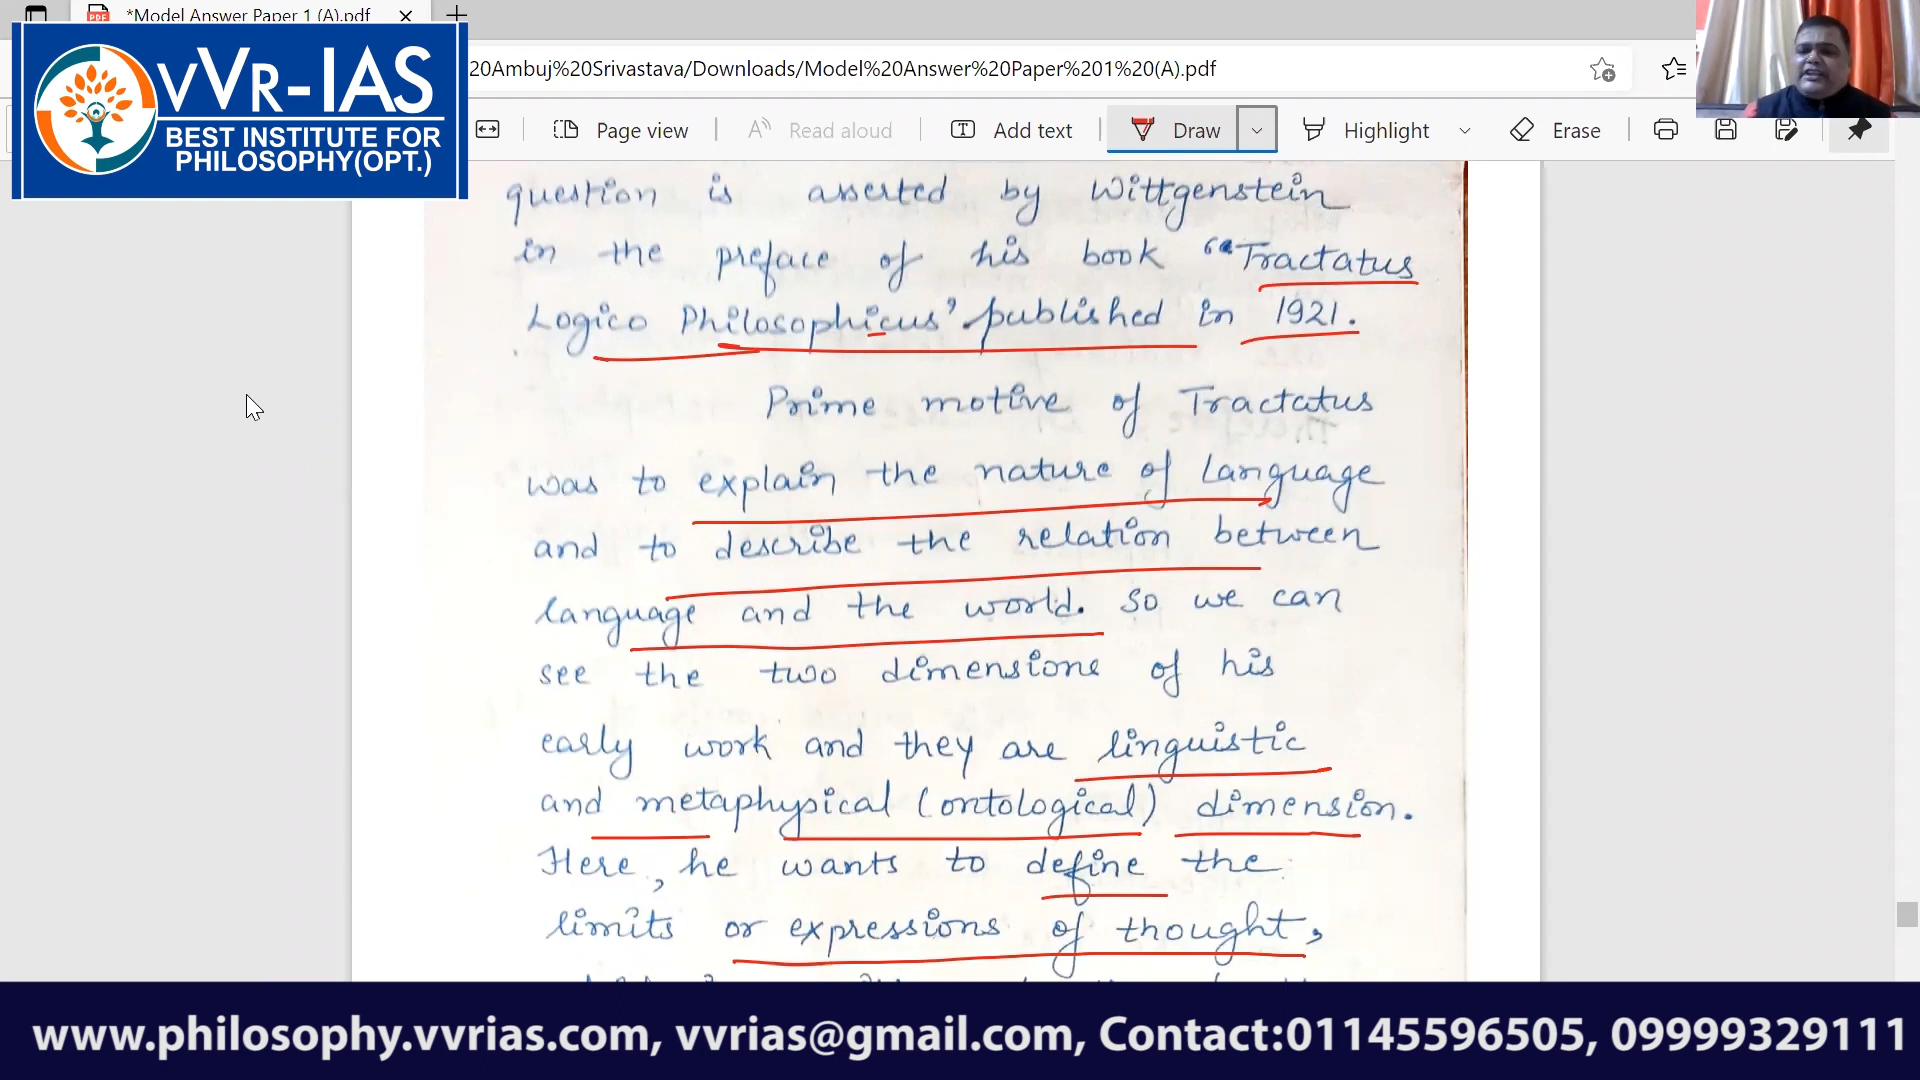 *Model Answer Paper 1 (A).pdf
VVR-IAS
BEST INSTITUTE FOR
PHILOSOPHY(OPT.)
20Ambuj%20Srivastava/Downloads/Model%20Answer%20Paper%201%20(A).pdf
Page view
Read aloud
Add text
Draw
Highlight
Erase
question is asserted by Wittgenstein
in the preface of his book "Tractatus
Logico Philosophicus' published in 1921.
Prime motive of Tractatus
was to explain the nature of Language
and to describe the relation between
language and the world. So we can
see the two dimensions of his
early work and they are linguistic
and metaphysical (ontological) dimension.
Here, he wants to define the
limits or expressions of thought,
www.philosophy.vvrias.com, vvrias@gmail.com, Contact:01145596505, 09999329111